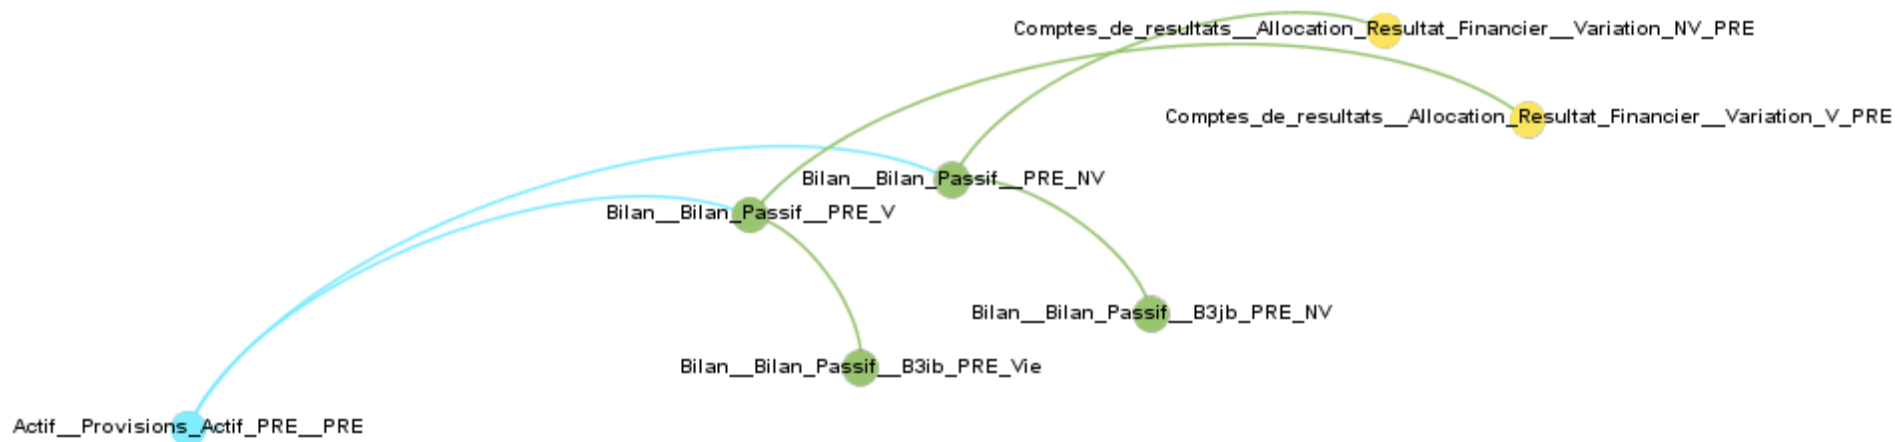 Comptes_de_resultats__Allocation_Resultat_Financier__Variation_NV_PRE
Comptes_de_resultats__Allocation_Resultat_Financier__Variation_V_PRE
Bilan__Bilan_Passif__PRE_NV
Bilan__Bilan_Passif__PRE_V
Bilan__Bilan_Passif__B3jb_PRE_NV
Bilan__Bilan_Passif__B3ib_PRE_Vie
Actif__Provisions_Actif_PRE__PRE